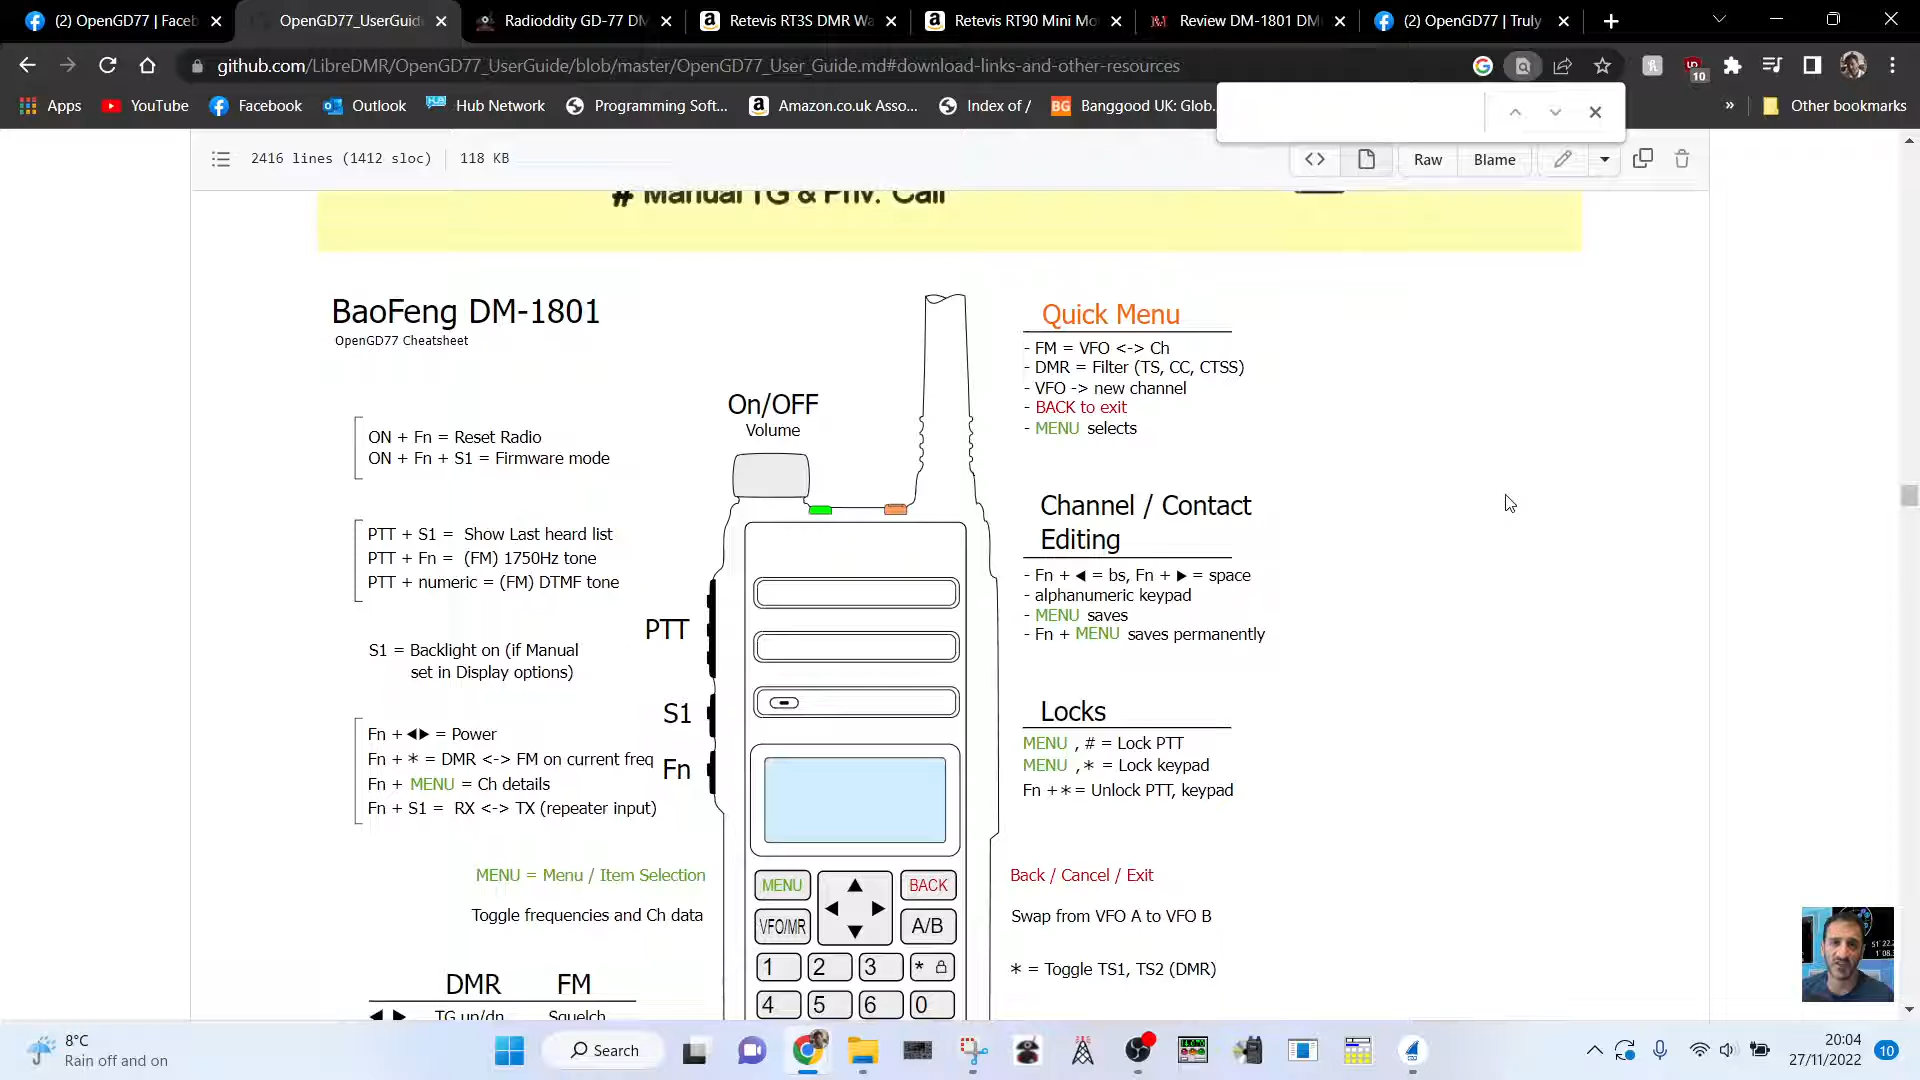 (2) OpenGD77 | Faceb
OpenGD77_UserGuide
Radioddity GD-77 DM
Retevis RT3S DMR Wa
Retevis RT90 Mini Mo
Review DM-1801 DM
(2) OpenGD77 | Truly
github.com/LibreDMR/OpenGD77_UserGuide/blob/master/OpenGD77_User_Guide.md#download-links-and-other-resources
10
Apps
YouTube
Facebook
Outlook
Hub Network
Programming Soft...
Amazon.co.uk Asso...
Index of /
Banggood UK: Glob.
»
Other bookmarks
2416 lines (1412 sloc)
118 KB
Raw
Blame
# Manual TG & Priv. Call
BaoFeng DM-1801
OpenGD77 Cheatsheet
On/OFF
Volume
ON + Fn = Reset Radio
ON + Fn + S1 = Firmware mode
PTT + S1 = Show Last heard list
PTT + Fn = (FM) 1750Hz tone
PTT + numeric = (FM) DTMF tone
PTT
S1 = Backlight on (if Manual
set in Display options)
S1
Fn + ◀▶ = Power
Fn + * = DMR <-> FM on current freq
Fn + MENU = Ch details
Fn + S1 = RX <-> TX (repeater input)
Fn
MENU = Menu / Item Selection
Toggle frequencies and Ch data
DMR FM
◀ ▶ TG up/dn Squelch
MENU
BACK
VFO/MR
A/B
1 2 3 *
4 5 6 0
Quick Menu
- FM = VFO <-> Ch
- DMR = Filter (TS, CC, CTSS)
- VFO -> new channel
- BACK to exit
- MENU selects
Channel / Contact
Editing
- Fn + ◀ = bs, Fn + ▶ = space
- alphanumeric keypad
- MENU saves
- Fn + MENU saves permanently
Locks
MENU , # = Lock PTT
MENU , * = Lock keypad
Fn + * = Unlock PTT, keypad
Back / Cancel / Exit
Swap from VFO A to VFO B
* = Toggle TS1, TS2 (DMR)
8°C
Rain off and on
Search
20:04
27/11/2022
10